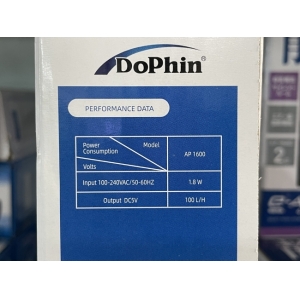 DoPhin®
PERFORMANCE DATA
Power Consumption Model AP 1600
Volts
Input 100-240VAC/50-60HZ 1.8 W
Output DC5V 100 L/H